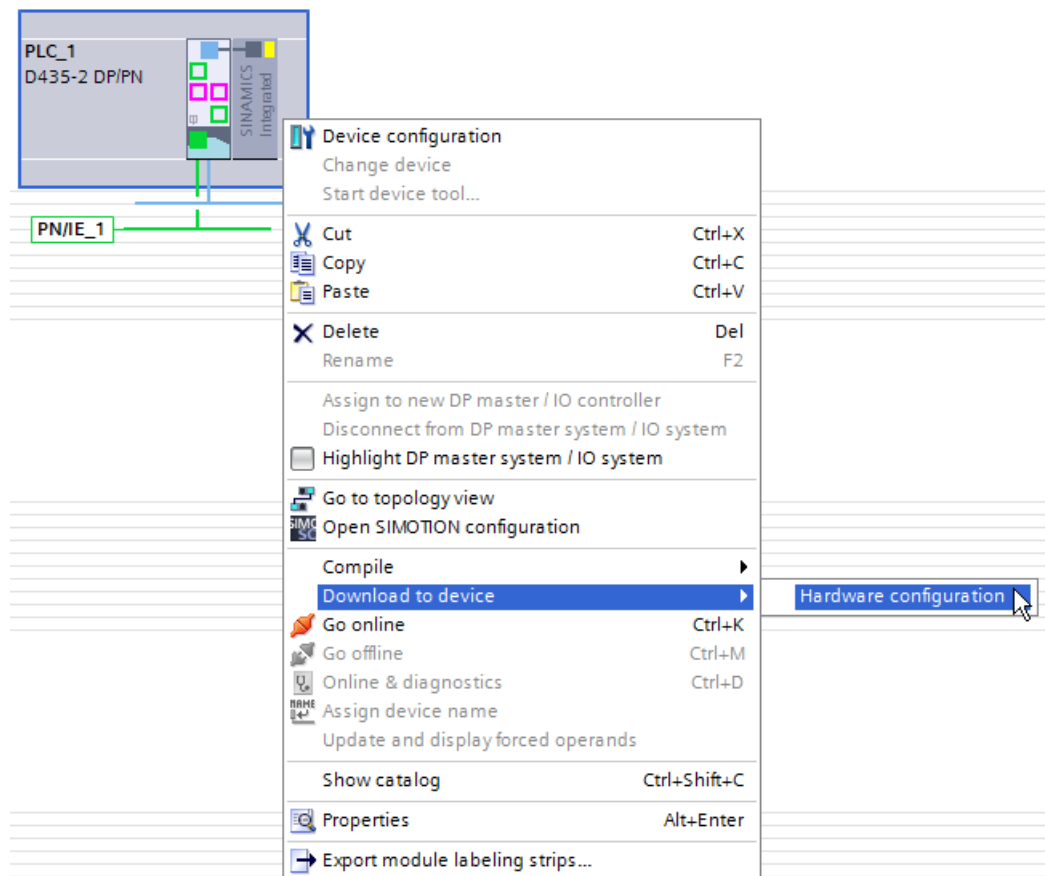 PLC_1
D435-2 DP/PN
SINAMICS
Integrated
PN/IE_1
Device configuration
Change device
Start device tool...
Cut Ctrl+X
Copy Ctrl+C
Paste Ctrl+V
Delete Del
Rename F2
Assign to new DP master / IO controller
Disconnect from DP master system / IO system
Highlight DP master system / IO system
Go to topology view
SIMO
SC
Open SIMOTION configuration
Compile
Download to device
Hardware configuration
Go online Ctrl+K
Go offline Ctrl+M
Online & diagnostics Ctrl+D
NAME
Assign device name
Update and display forced operands
Show catalog Ctrl+Shift+C
Properties Alt+Enter
Export module labeling strips...